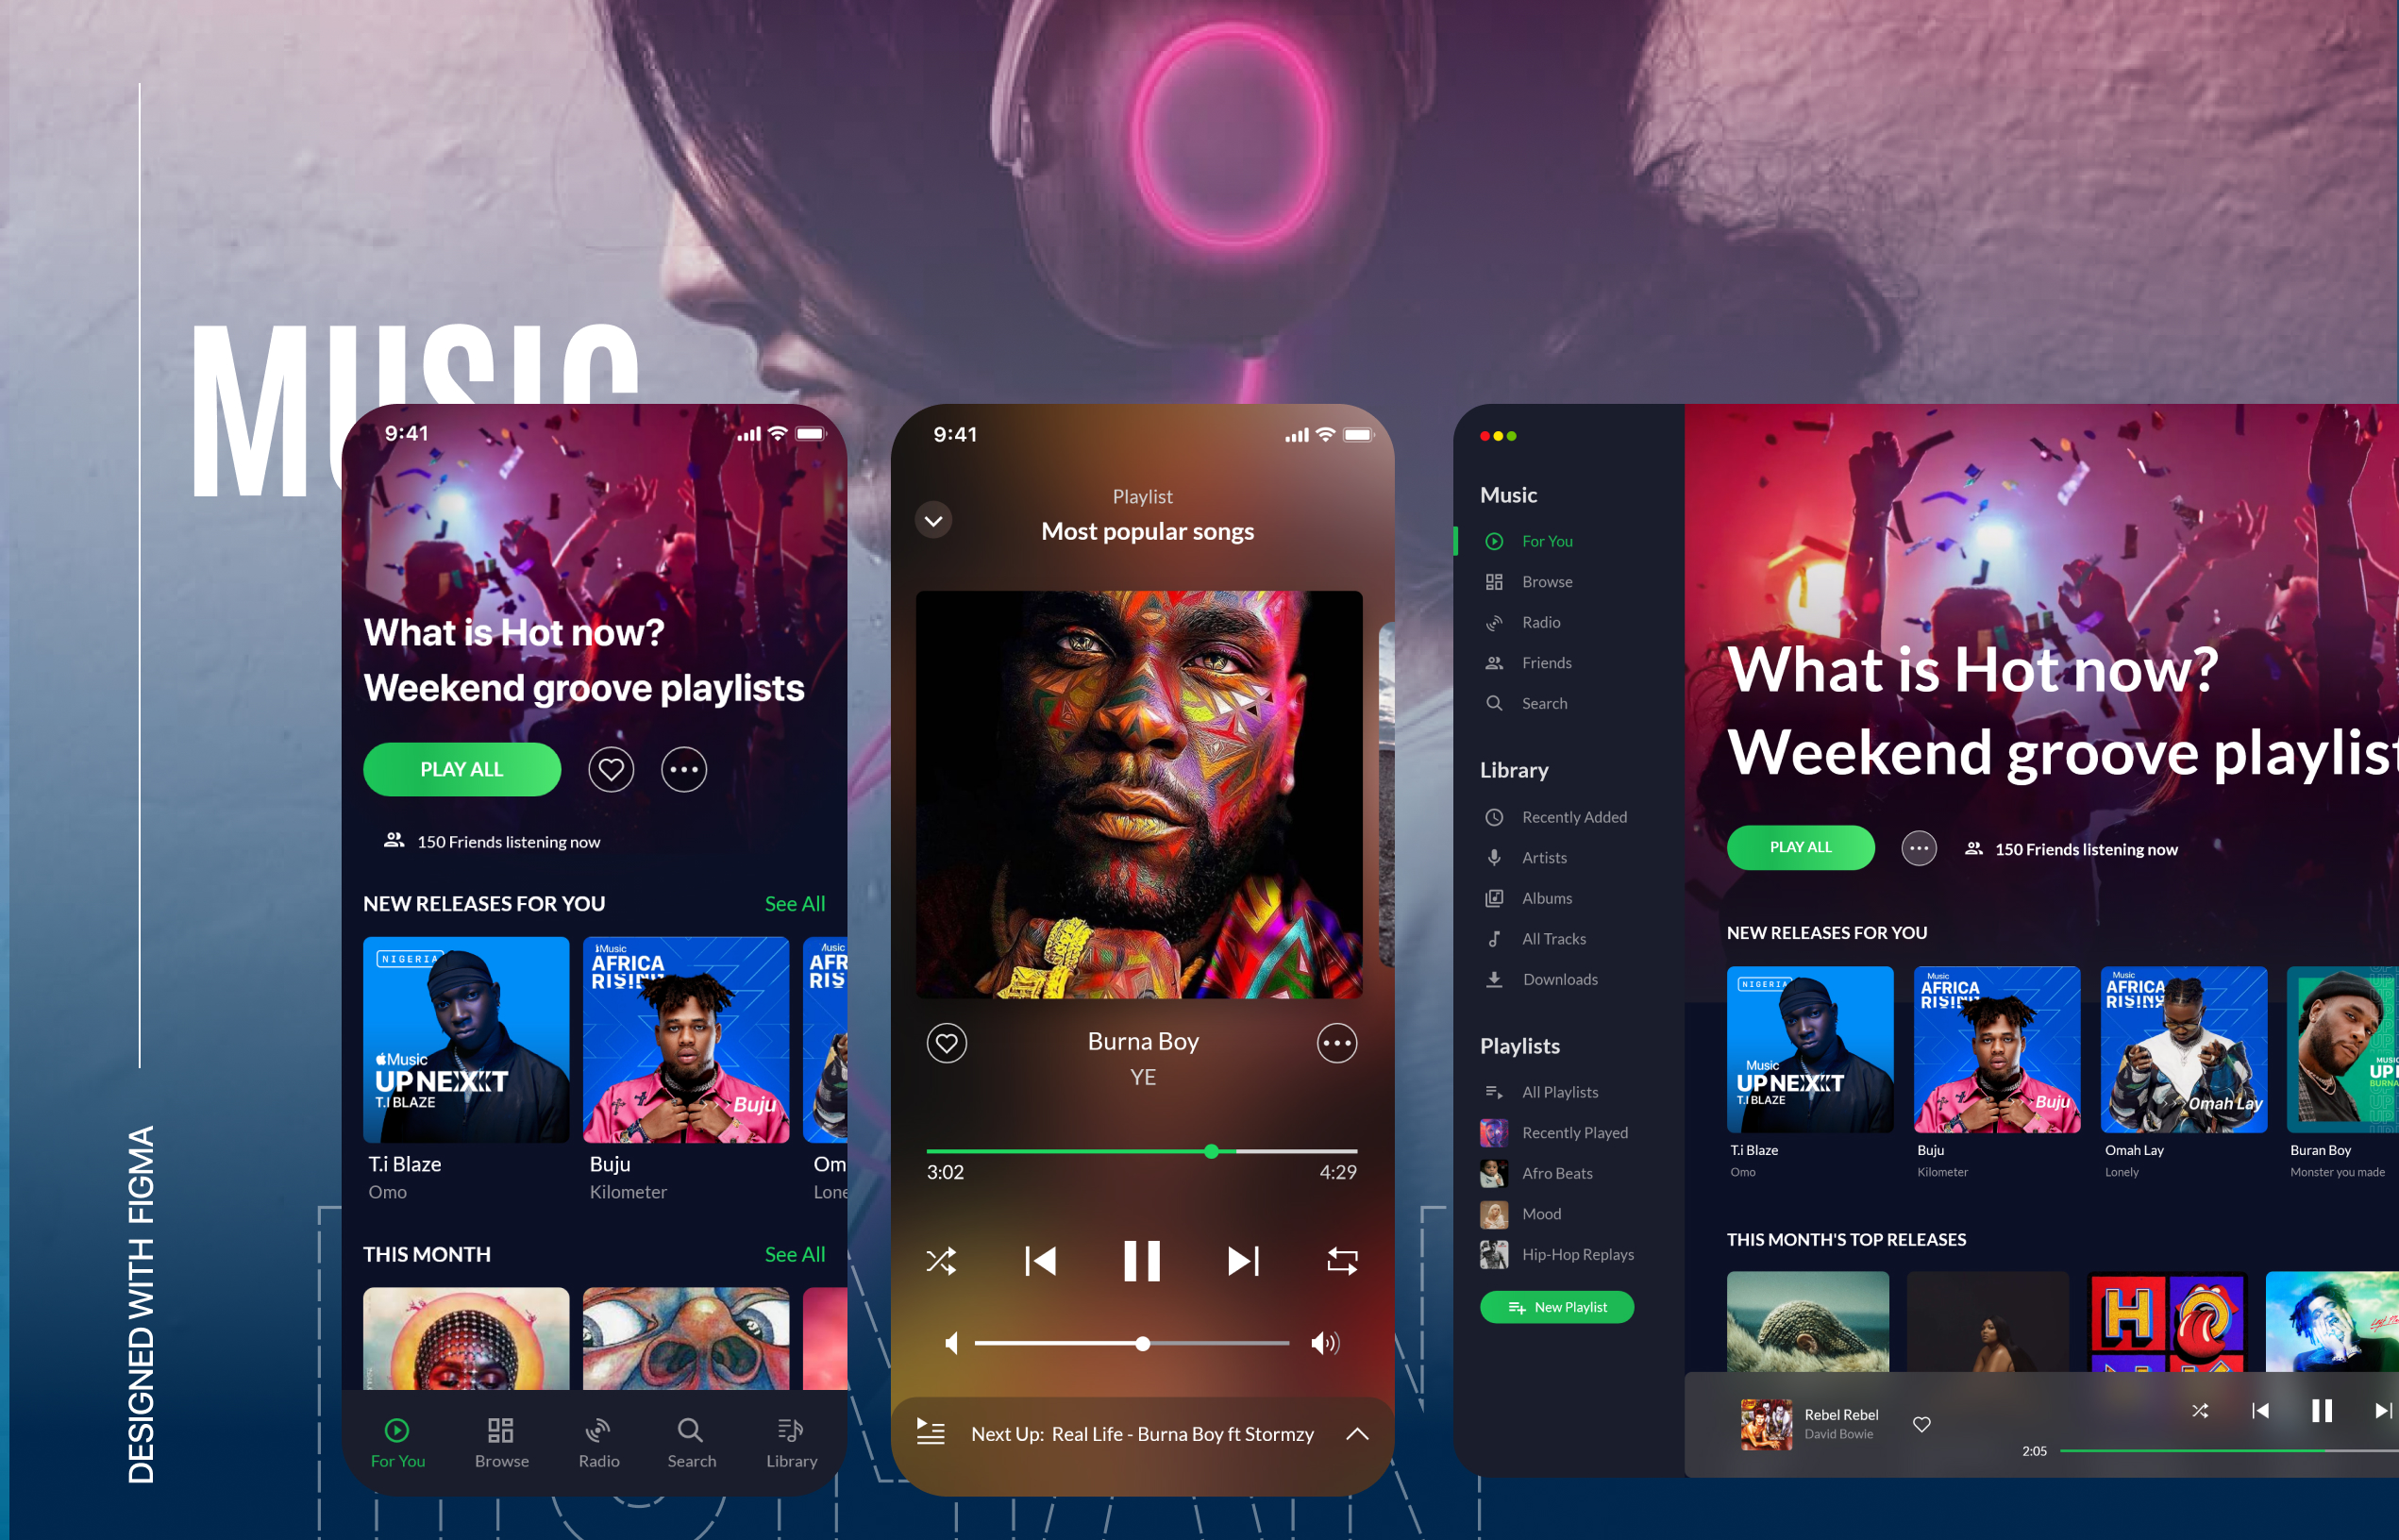 MUSIC
DESIGNED WITH FIGMA
9:41
What is Hot now?
Weekend groove playlists
PLAY ALL
150 Friends listening now
NEW RELEASES FOR YOU
See All
NIGERIA
Music
UP NEXT
T.I BLAZE
Music
AFRICA
RISING
Buju
Music
AFR
RIS
T.i Blaze
Omo
Buju
Kilometer
Om
Lone
THIS MONTH
See All
For You
Browse
Radio
Search
Library
9:41
Playlist
Most popular songs
Burna Boy
YE
3:02
4:29
Next Up: Real Life - Burna Boy ft Stormzy
Music
For You
Browse
Radio
Friends
Search
Library
Recently Added
Artists
Albums
All Tracks
Downloads
Playlists
All Playlists
Recently Played
Afro Beats
Mood
Hip-Hop Replays
New Playlist
What is Hot now?
Weekend groove playlist
PLAY ALL
150 Friends listening now
NEW RELEASES FOR YOU
NIGERIA
Music
UP NEXT
T.I BLAZE
Music
AFRICA
RISING
Buju
Music
AFRICA
RISING
Omah Lay
MUSIC
UP
BURNA
T.i Blaze
Omo
Buju
Kilometer
Omah Lay
Lonely
Buran Boy
Monster you made
THIS MONTH'S TOP RELEASES
Rebel Rebel
David Bowie
2:05